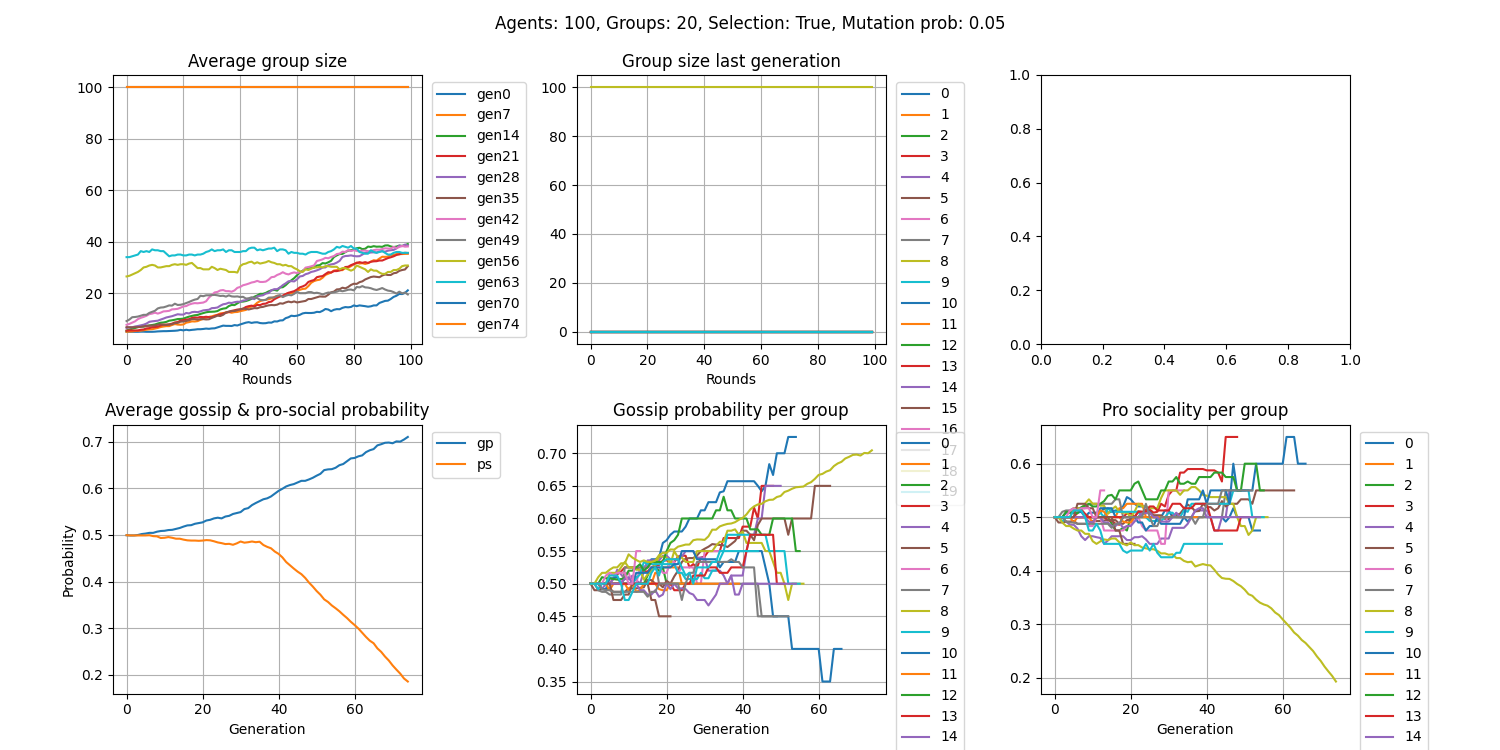 Agents: 100, Groups: 20, Selection: True, Mutation prob: 0.05
Average group size
100
80
60
40
20
0 20 40 60 80 100
Rounds
gen0
gen7
gen14
gen21
gen28
gen35
gen42
gen49
gen56
gen63
gen70
gen74
Group size last generation
100
80
60
40
20
0
0 20 40 60 80 100
Rounds
0
1
2
3
4
5
6
7
8
9
10
11
12
13
14
15
16
17
18
19
1.0
0.8
0.6
0.4
0.2
0.0
0.0 0.2 0.4 0.6 0.8 1.0
Average gossip & pro-social probability
Probability
0.7
0.6
0.5
0.4
0.3
0.2
0 20 40 60
Generation
gp
ps
Gossip probability per group
0.70
0.65
0.60
0.55
0.50
0.45
0.40
0.35
0 20 40 60
Generation
0
1
2
3
4
5
6
7
8
9
10
11
12
13
14
Pro sociality per group
0.6
0.5
0.4
0.3
0.2
0 20 40 60
Generation
0
1
2
3
4
5
6
7
8
9
10
11
12
13
14